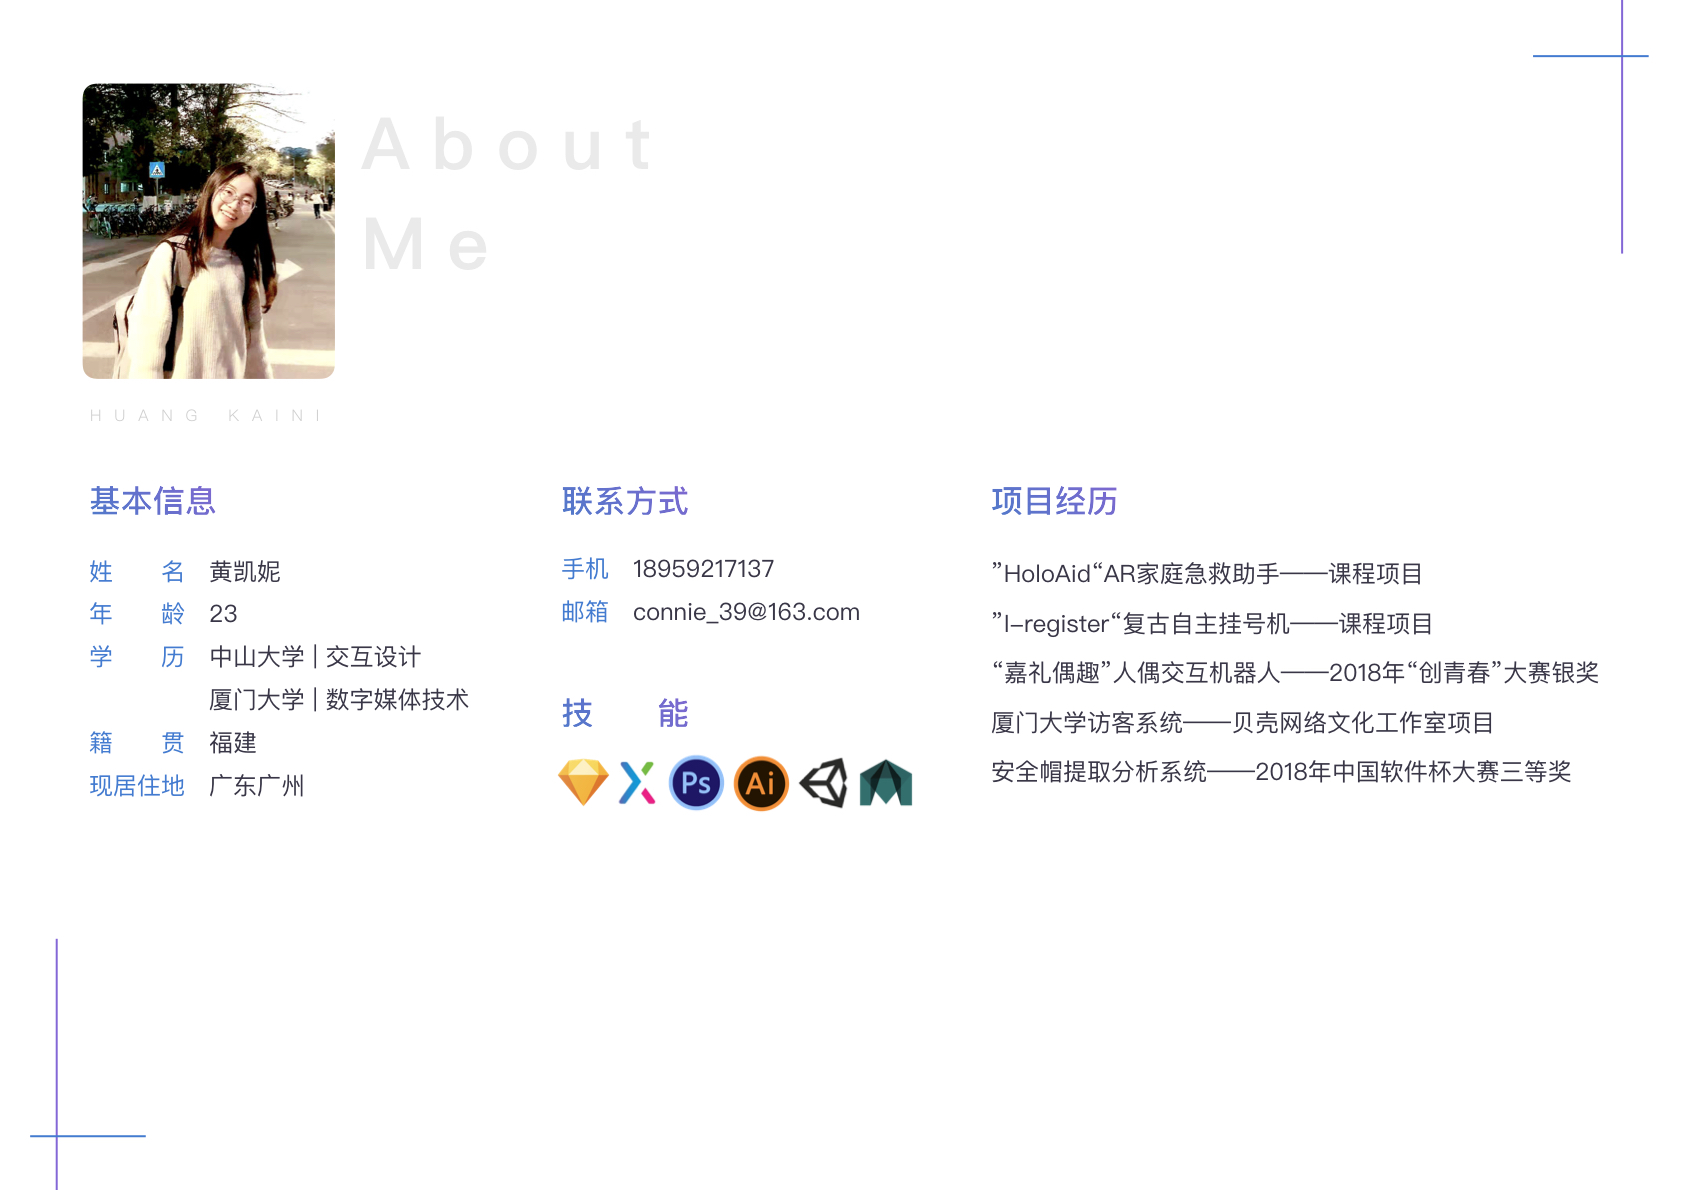 About
Me
HUANG KAINI
基本信息
姓名 黄凯妮
年龄 23
学历 中山大学 | 交互设计
厦门大学 | 数字媒体技术
籍贯 福建
现居住地 广东广州
联系方式
手机 18959217137
邮箱 connie_39@163.com
技能
Ps
Ai
项目经历
”HoloAid“AR家庭急救助手——课程项目
”I-register“复古自主挂号机——课程项目
“嘉礼偶趣”人偶交互机器人——2018年“创青春”大赛银奖
厦门大学访客系统——贝壳网络文化工作室项目
安全帽提取分析系统——2018年中国软件杯大赛三等奖